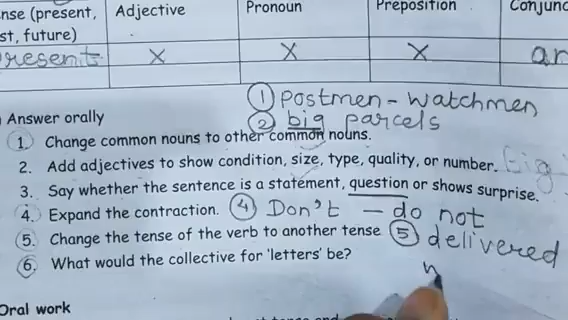 nse (present, Adjective Pronoun Preposition Conjunc
st, future)
resent × × × an
① Postmen - Watchmen
Answer orally ② big parcels
1. Change common nouns to other common nouns.
2. Add adjectives to show condition, size, type, quality, or number. big
3. Say whether the sentence is a statement, question or shows surprise.
4. Expand the contraction. ④ Don't - do not
5. Change the tense of the verb to another tense ⑤ delivered
6. What would the collective for 'letters' be?
Oral work